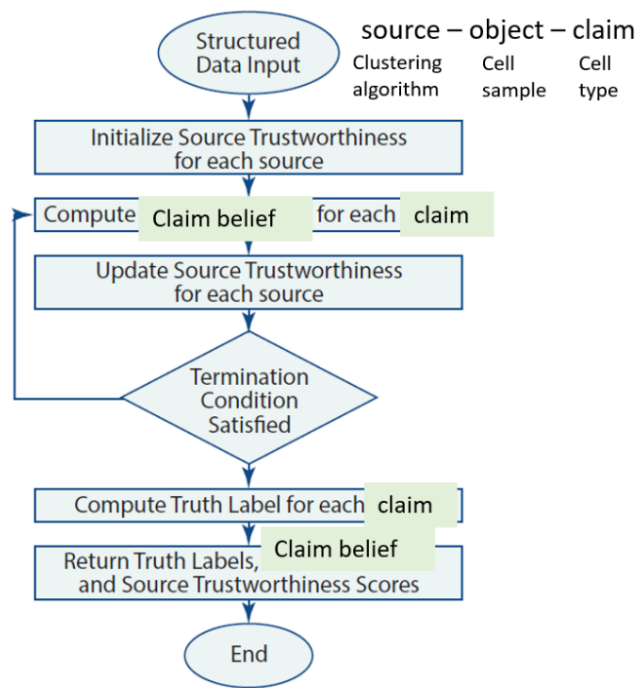 Structured
Data Input
source – object – claim
Clustering algorithm
Cell sample
Cell type
Initialize Source Trustworthiness
for each source
Compute Claim belief for each claim
Update Source Trustworthiness
for each source
Termination
Condition
Satisfied
Compute Truth Label for each claim
Claim belief
Return Truth Labels,
and Source Trustworthiness Scores
End